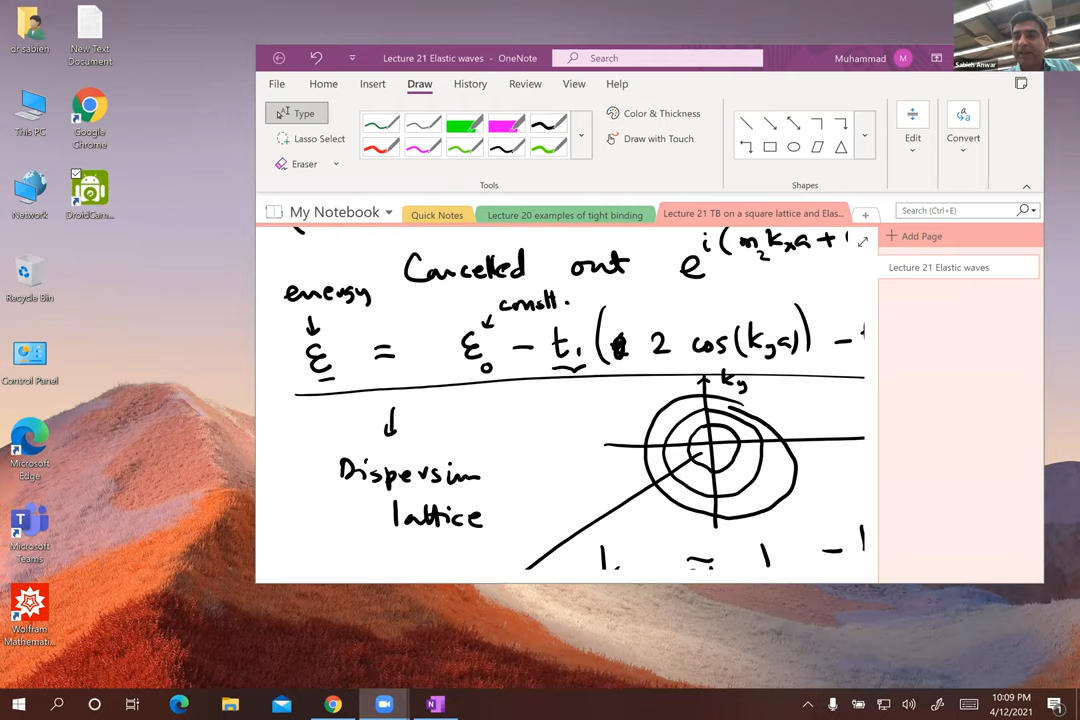 dr sabien
New Text
Document
This PC
Google
Chrome
Network
DroidCam...
Recycle Bin
Control Panel
Microsoft
Edge
Microsoft
Teams
Wolfram
Mathemati...
Lecture 21 Elastic waves - OneNote
Search
Muhammad
M
Sabieh Anwar
File
Home
Insert
Draw
History
Review
View
Help
Type
Lasso Select
Eraser
Color & Thickness
Draw with Touch
Edit
Convert
Tools
Shapes
My Notebook
Quick Notes
Lecture 20 examples of tight binding
Lecture 21 TB on a square lattice and Elas...
Search (Ctrl+E)
Add Page
Lecture 21 Elastic waves
Cancelled out e^i(m₂kₓa +
energy
constt.
ε = ε₀ - t₁ ( 2 cos(k_y a)) -
k_y
Dispersion
lattice
10:09 PM
4/12/2021
1